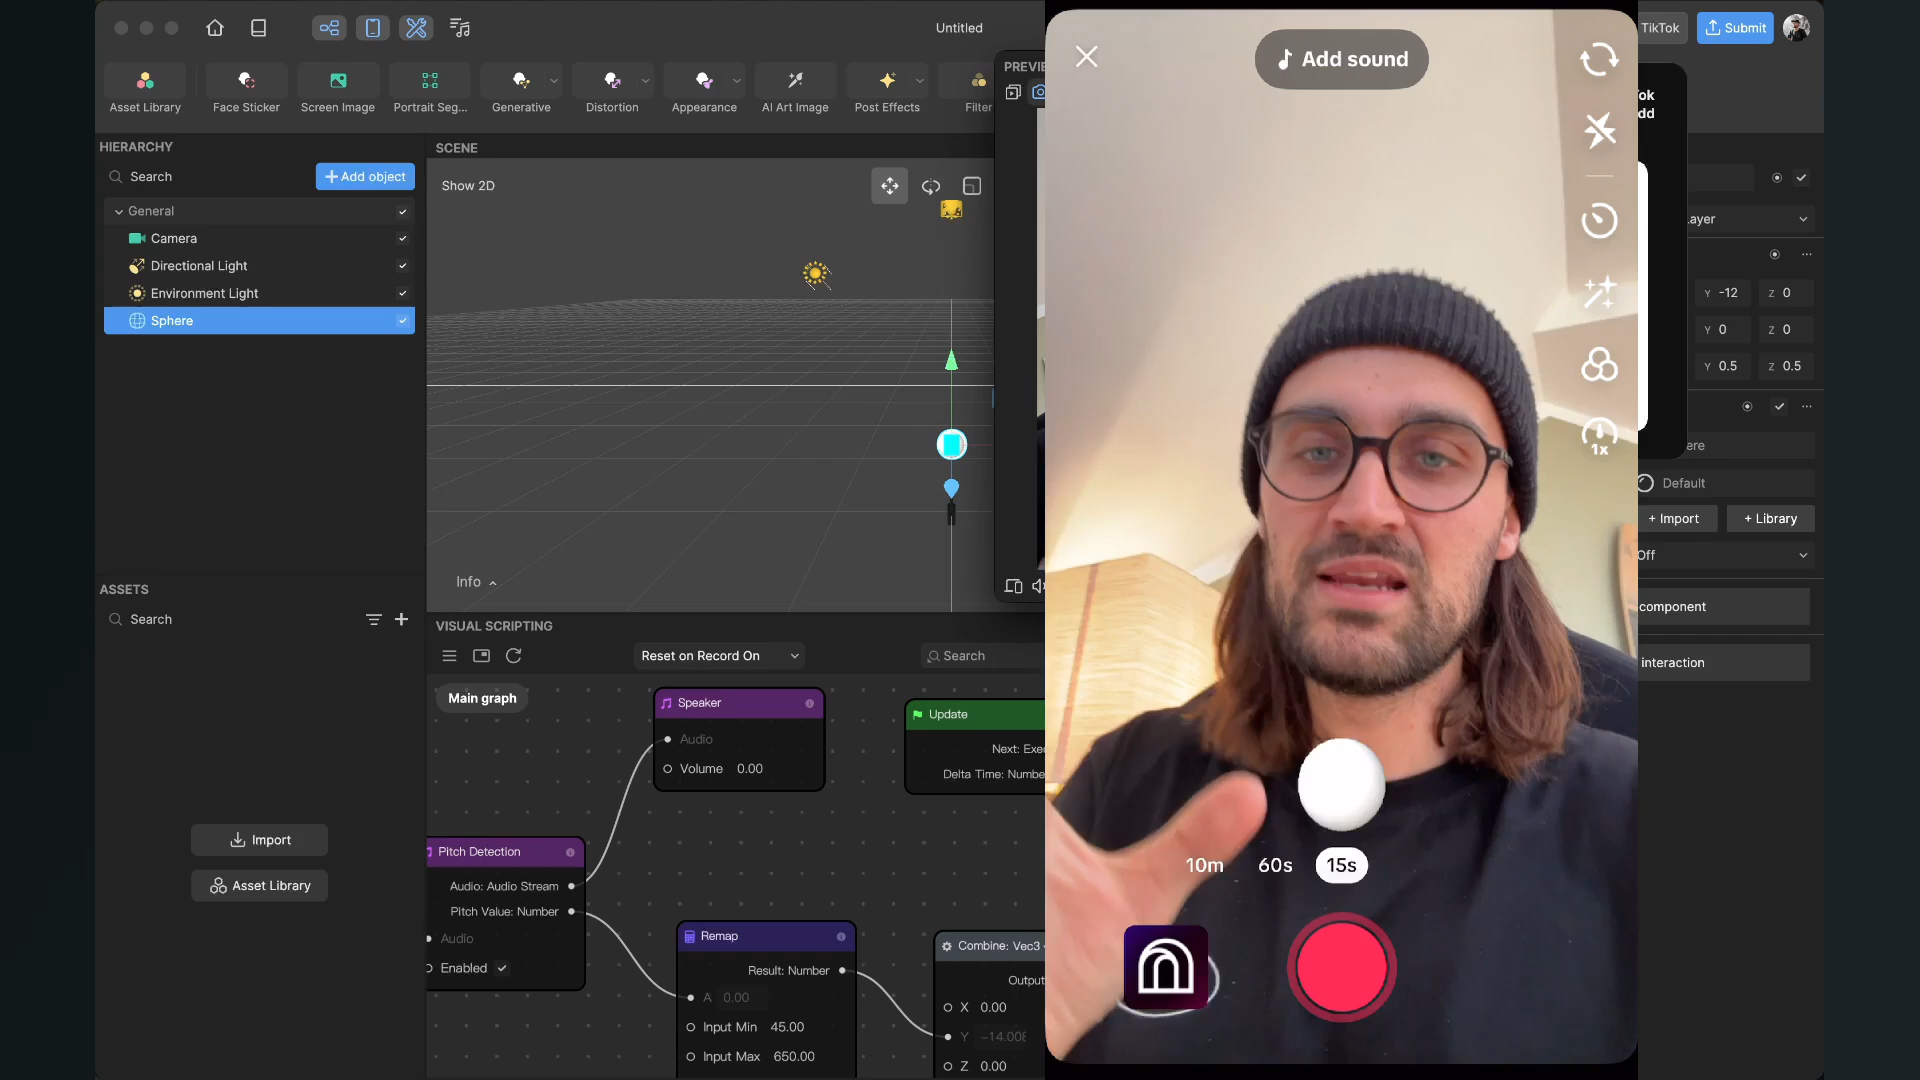 Untitled
TikTok
Submit
Asset Library
Face Sticker
Screen Image
Portrait Seg...
Generative
Distortion
Appearance
AI Art Image
Post Effects
Filter
HIERARCHY
Search
+ Add object
General
Camera
Directional Light
Environment Light
Sphere
ASSETS
Search
Import
Asset Library
SCENE
Show 2D
Info
VISUAL SCRIPTING
Reset on Record On
Search
Main graph
Speaker
Audio
Volume 0.00
Update
Delta Time:
Pitch Detection
Audio: Audio Stream
Pitch Value: Number
Audio
Enabled
Remap
Result: Number
A 0.00
Input Min 45.00
Input Max 650.00
Combine: Vec3
Output
X 0.00
Y
Z 0.00
Add sound
1x
10m 60s 15s
Y -12 Z 0
Y 0 Z 0
Y 0.5 Z 0.5
Default
+ Import
+ Library
Off
component
interaction